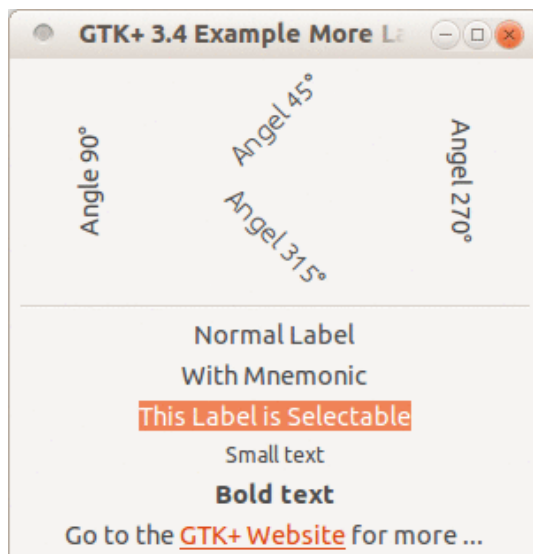 GTK+ 3.4 Example More La
Angle 90°
Angel 45°
Angel 315°
Angel 270°
Normal Label
With Mnemonic
This Label is Selectable
Small text
Bold text
Go to the GTK+ Website for more ...